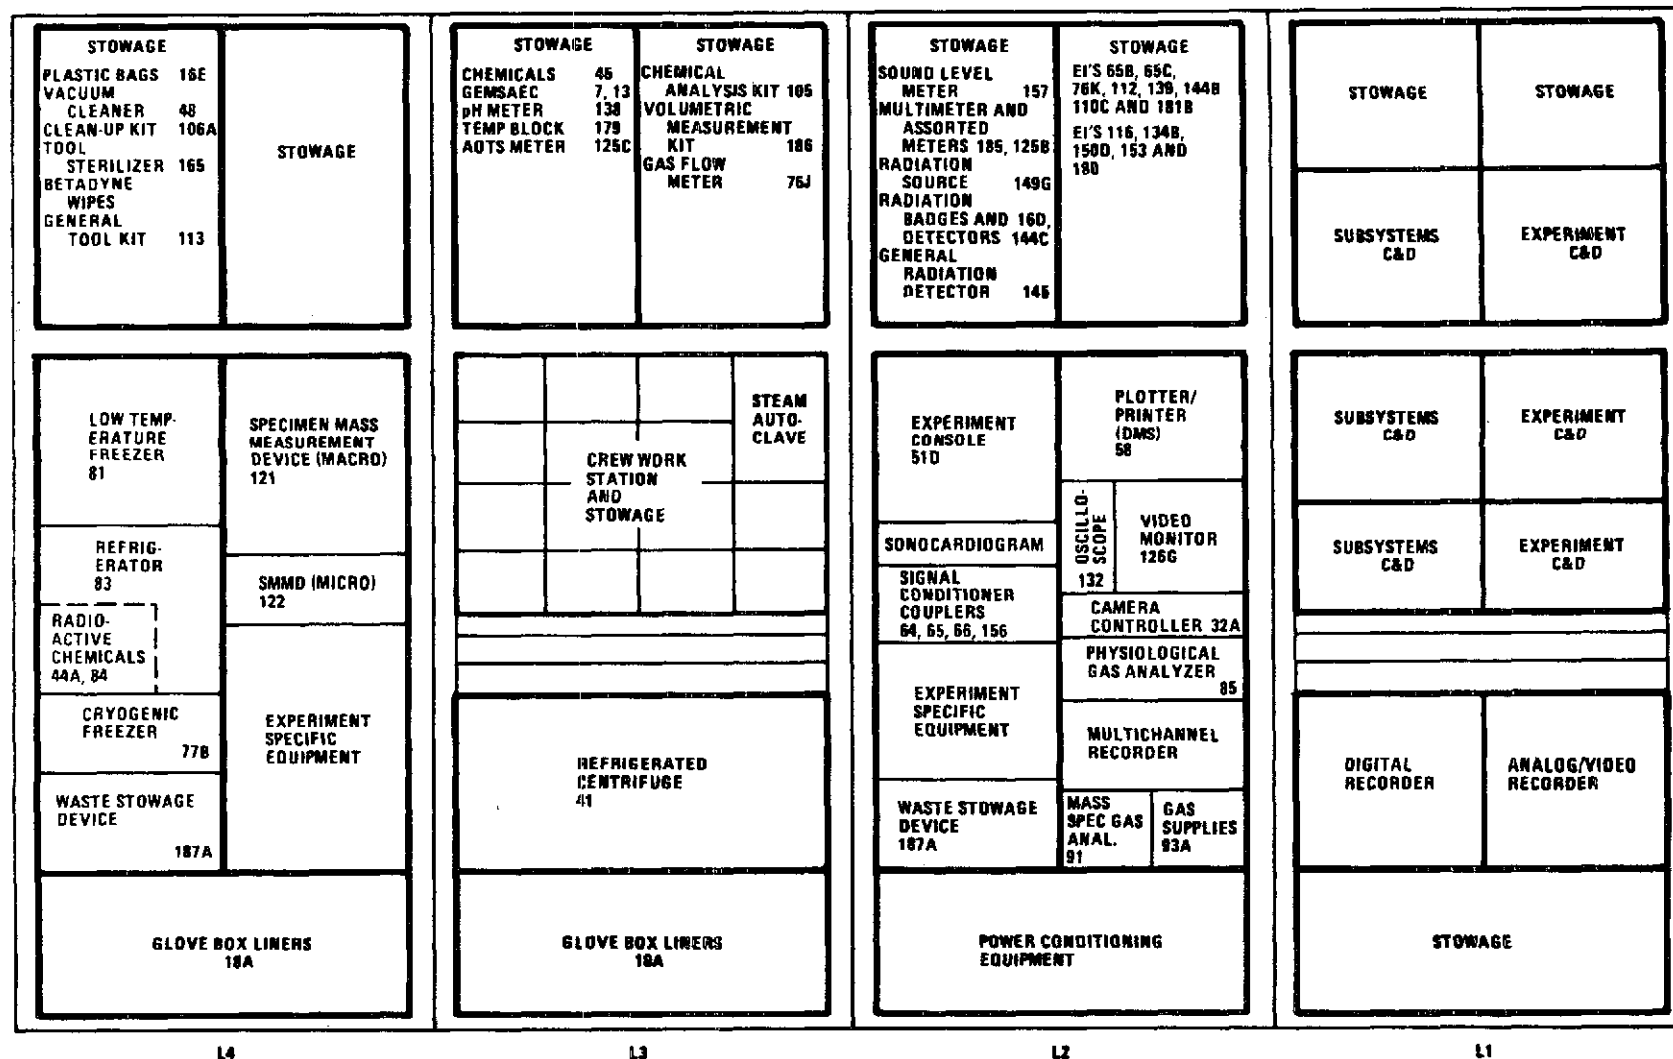 STOWAGE
PLASTIC BAGS 16E
VACUUM
CLEANER 48
CLEAN-UP KIT 106A
TOOL
STERILIZER 165
BETADYNE
WIPES
GENERAL
TOOL KIT 113
STOWAGE
LOW TEMP-
ERATURE
FREEZER
81
SPECIMEN MASS
MEASUREMENT
DEVICE (MACRO)
121
REFRIG-
ERATOR
83
SMMD (MICRO)
122
RADIO-
ACTIVE
CHEMICALS
44A, 84
CRYOGENIC
FREEZER
77B
EXPERIMENT
SPECIFIC
EQUIPMENT
WASTE STOWAGE
DEVICE
187A
GLOVE BOX LINERS
18A
L4
STOWAGE
CHEMICALS 45
GEMSAEC 7, 13
pH METER 138
TEMP BLOCK 179
AOTS METER 125C
STOWAGE
CHEMICAL
ANALYSIS KIT 105
VOLUMETRIC
MEASUREMENT
KIT 186
GAS FLOW
METER 76J
STEAM
AUTO-
CLAVE
CREW WORK
STATION
AND
STOWAGE
REFRIGERATED
CENTRIFUGE
41
GLOVE BOX LINERS
18A
L3
STOWAGE
SOUND LEVEL
METER 157
MULTIMETER AND
ASSORTED
METERS 185, 125B
RADIATION
SOURCE 149G
RADIATION
BADGES AND 16D,
DETECTORS 144C
GENERAL
RADIATION
DETECTOR 145
STOWAGE
EI'S 65B, 65C,
76K, 112, 139, 144B
110C AND 181B
EI'S 116, 134B,
150D, 153 AND
180
EXPERIMENT
CONSOLE
51D
PLOTTER/
PRINTER
(DMS)
58
SONOCARDIOGRAM
OSCILLO-
SCOPE
132
VIDEO
MONITOR
126G
SIGNAL
CONDITIONER
COUPLERS
64, 65, 66, 156
CAMERA
CONTROLLER 32A
PHYSIOLOGICAL
GAS ANALYZER
85
EXPERIMENT
SPECIFIC
EQUIPMENT
MULTICHANNEL
RECORDER
WASTE STOWAGE
DEVICE
187A
MASS
SPEC GAS
ANAL.
91
GAS
SUPPLIES
93A
POWER CONDITIONING
EQUIPMENT
L2
STOWAGE
STOWAGE
SUBSYSTEMS
C&D
EXPERIMENT
C&D
SUBSYSTEMS
C&D
EXPERIMENT
C&D
SUBSYSTEMS
C&D
EXPERIMENT
C&D
DIGITAL
RECORDER
ANALOG/VIDEO
RECORDER
STOWAGE
L1